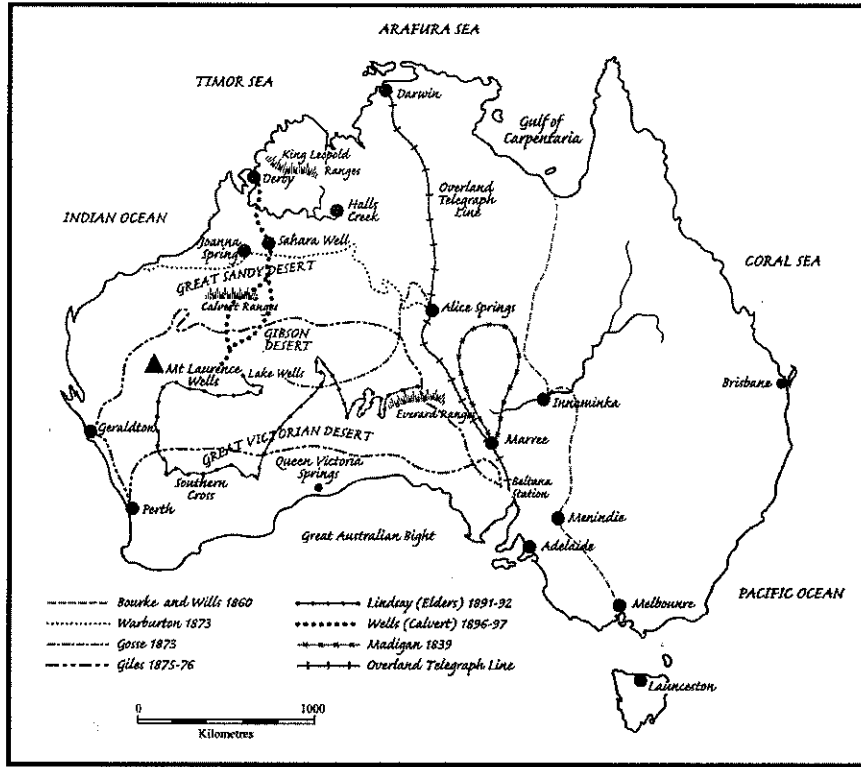 ARAFURA SEA
TIMOR SEA
Darwin
Gulf of
Carpentaria
King Leopold
Ranges
Derby
Halls
Creek
Overland
Telegraph
Line
INDIAN OCEAN
Joanna
Spring
Sahara Well
CORAL SEA
GREAT SANDY DESERT
Calvert Ranges
Alice Springs
GIBSON
DESERT
Mt Laurence
Wells
Lake Wells
Brisbane
Everard Ranges
Innaminka
Geraldton
GREAT VICTORIAN DESERT
Marree
Southern
Cross
Queen Victoria
Springs
Beltana
Station
Perth
Menindie
Great Australian Bight
Adelaide
PACIFIC OCEAN
Melbounre
Bourke and Wills 1860
Warburton 1873
Gosse 1873
Giles 1875-76
Lindsay (Elders) 1891-92
Wells (Calvert) 1896-97
Madigan 1839
Overland Telegraph Line
Launceston
0 1000
Kilometres